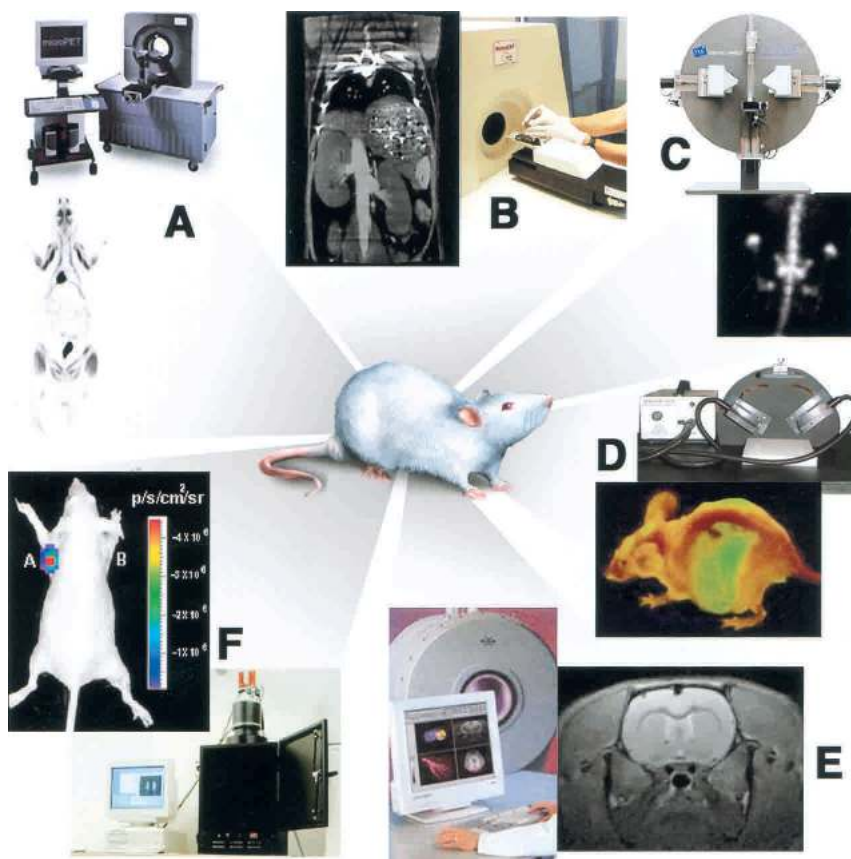 microPET
A
B
C
D
p/s/cm²/sr
A
B
-4 X 10⁶
-3 X 10⁶
-2 X 10⁶
-1 X 10⁶
F
E